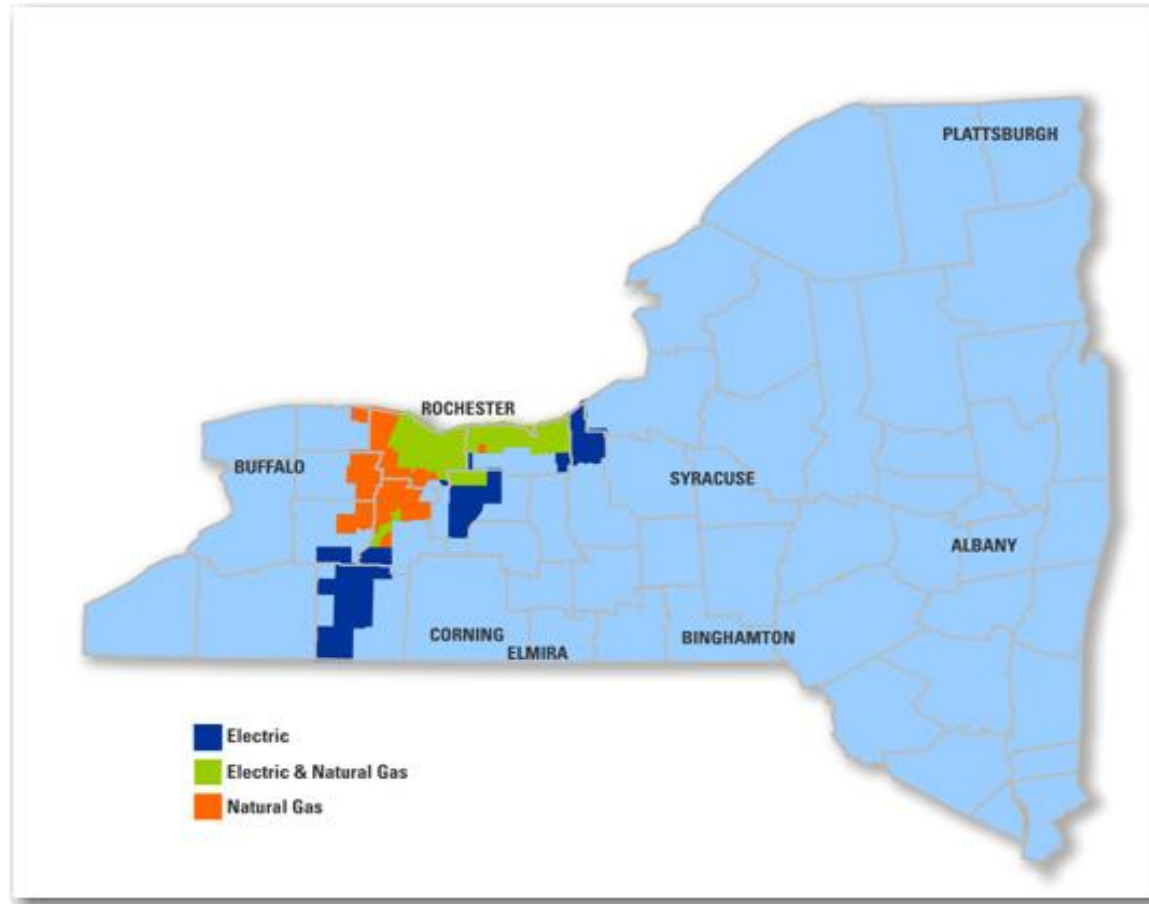 PLATTSBURGH
ROCHESTER
BUFFALO
SYRACUSE
ALBANY
CORNING
BINGHAMTON
ELMIRA
Electric
Electric & Natural Gas
Natural Gas